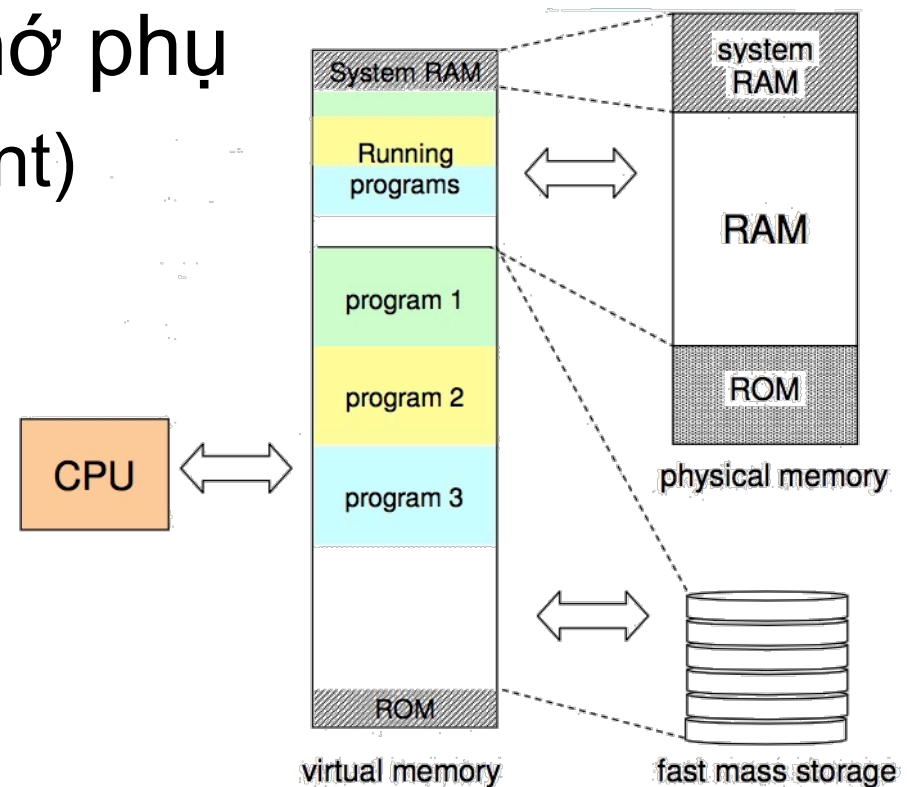 phụ
System RAM
Running
programs
program 1
program 2
program 3
ROM
virtual memory
CPU
system
RAM
RAM
ROM
physical memory
fast mass storage